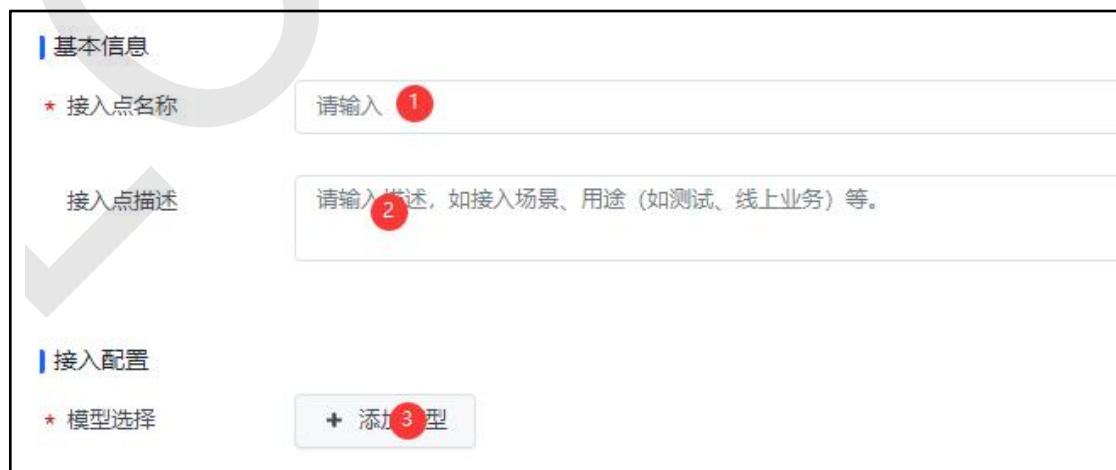 基本信息
* 接入点名称 请输入 1
接入点描述 请输入描述，如接入场景、用途（如测试、线上业务）等。 2
接入配置
* 模型选择 + 添加模型 3